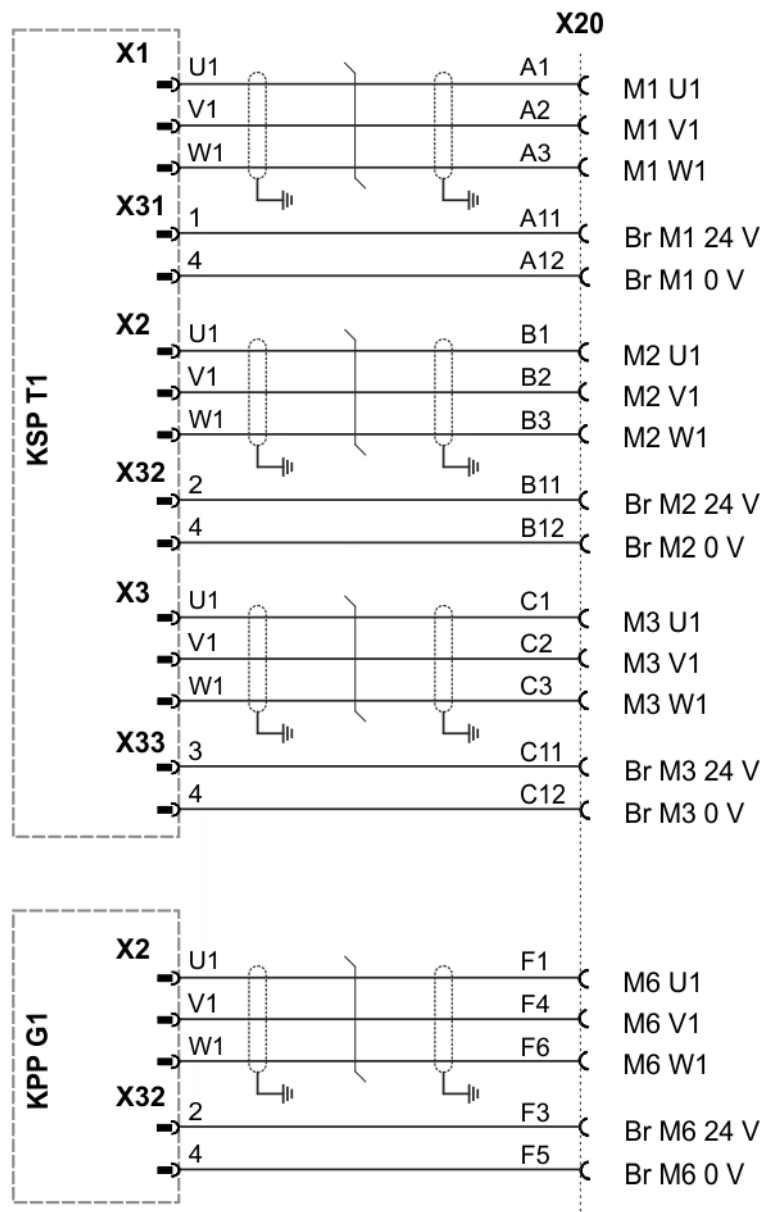 X20
X1
U1 A1 M1 U1
V1 A2 M1 V1
W1 A3 M1 W1
X31
1 A11 Br M1 24 V
4 A12 Br M1 0 V
X2
U1 B1 M2 U1
V1 B2 M2 V1
W1 B3 M2 W1
KSP T1
X32
2 B11 Br M2 24 V
4 B12 Br M2 0 V
X3
U1 C1 M3 U1
V1 C2 M3 V1
W1 C3 M3 W1
X33
3 C11 Br M3 24 V
4 C12 Br M3 0 V
X2
U1 F1 M6 U1
V1 F4 M6 V1
W1 F6 M6 W1
KPP G1
X32
2 F3 Br M6 24 V
4 F5 Br M6 0 V